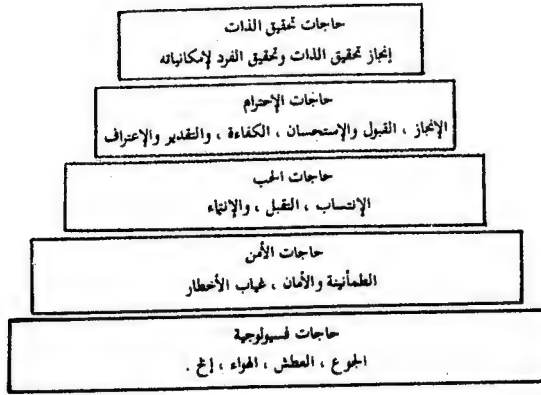 حاجات تحقيق الذات
إنجاز تحقيق الذات وتحقيق الفرد لإمكانياته
حاجات الإحترام
الإنجاز ، القبول والإستحسان ، الكفاءة ، والتقدير والإعتراف
حاجات الحب
الإنتساب ، التقبل ، والإنتماء
حاجات الأمن
الطمأنينة والأمان ، غياب الأخطار
حاجات فسيولوجية
الجوع ، العطش ، الهواء ، إلخ .